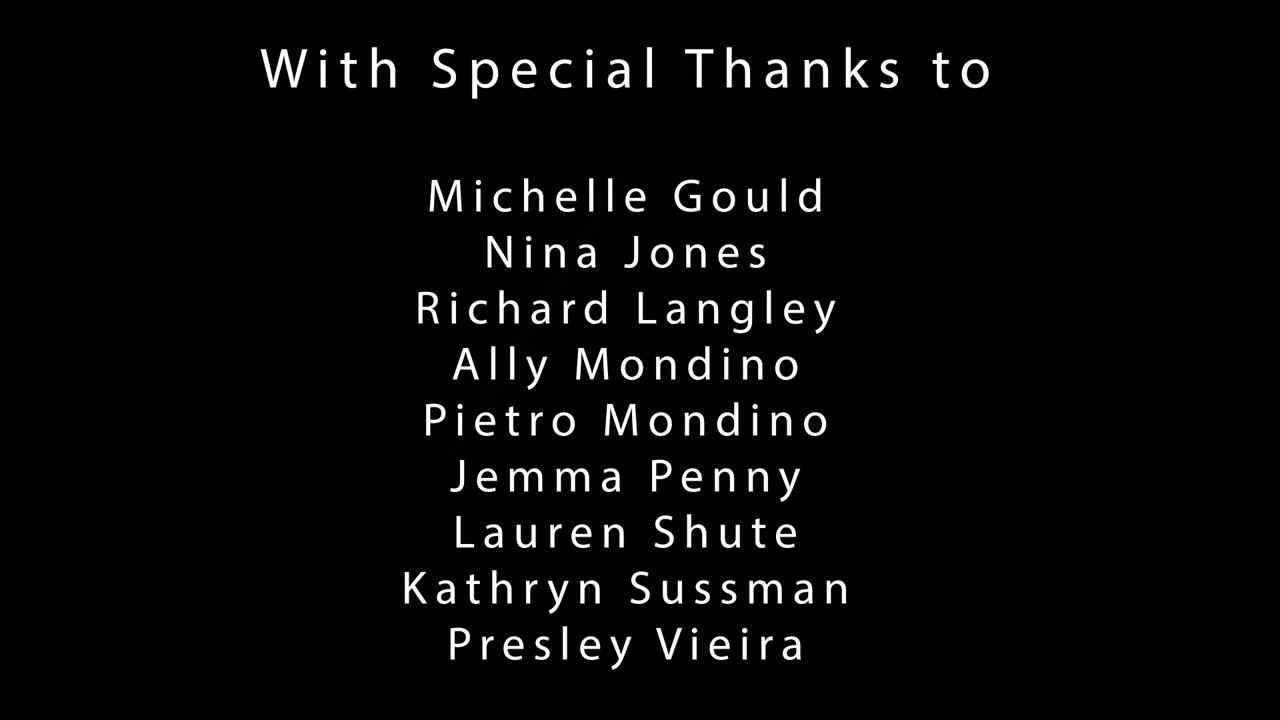 With Special Thanks to
Michelle Gould
Nina Jones
Richard Langley
Ally Mondino
Pietro Mondino
Jemma Penny
Lauren Shute
Kathryn Sussman
Presley Vieira